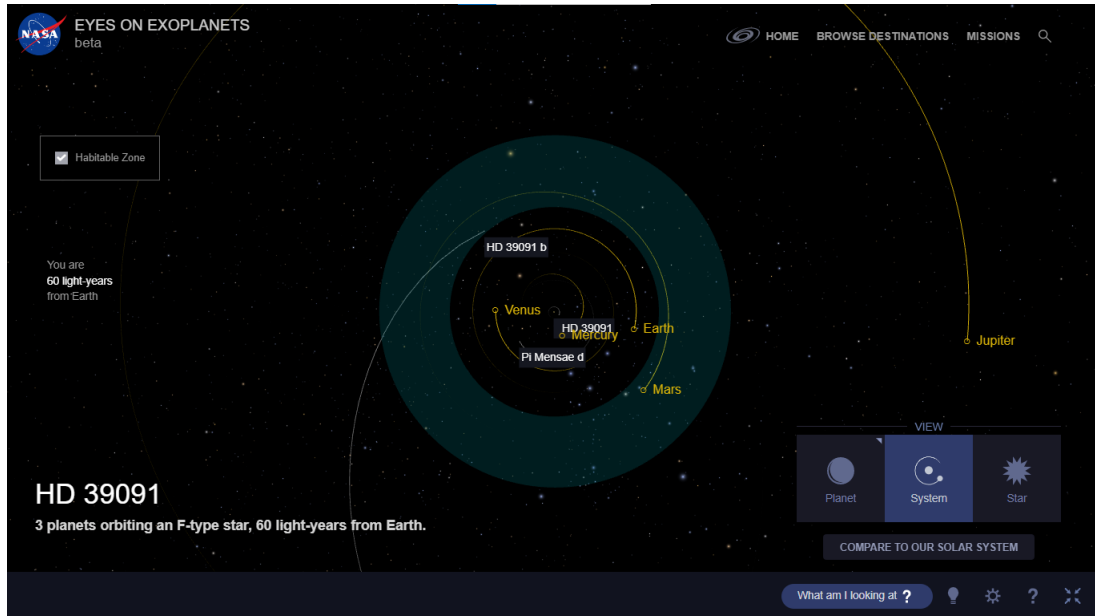 NASA
EYES ON EXOPLANETS
beta
HOME BROWSE DESTINATIONS MISSIONS
Habitable Zone
You are
60 light-years
from Earth
HD 39091 b
Venus
HD 39091
Mercury
Earth
Pi Mensae d
Mars
Jupiter
HD 39091
3 planets orbiting an F-type star, 60 light-years from Earth.
VIEW
Planet System Star
COMPARE TO OUR SOLAR SYSTEM
What am I looking at ?
?